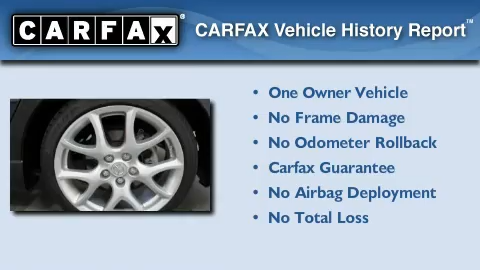 CARFAX® CARFAX Vehicle History Report™
• One Owner Vehicle
• No Frame Damage
• No Odometer Rollback
• Carfax Guarantee
• No Airbag Deployment
• No Total Loss